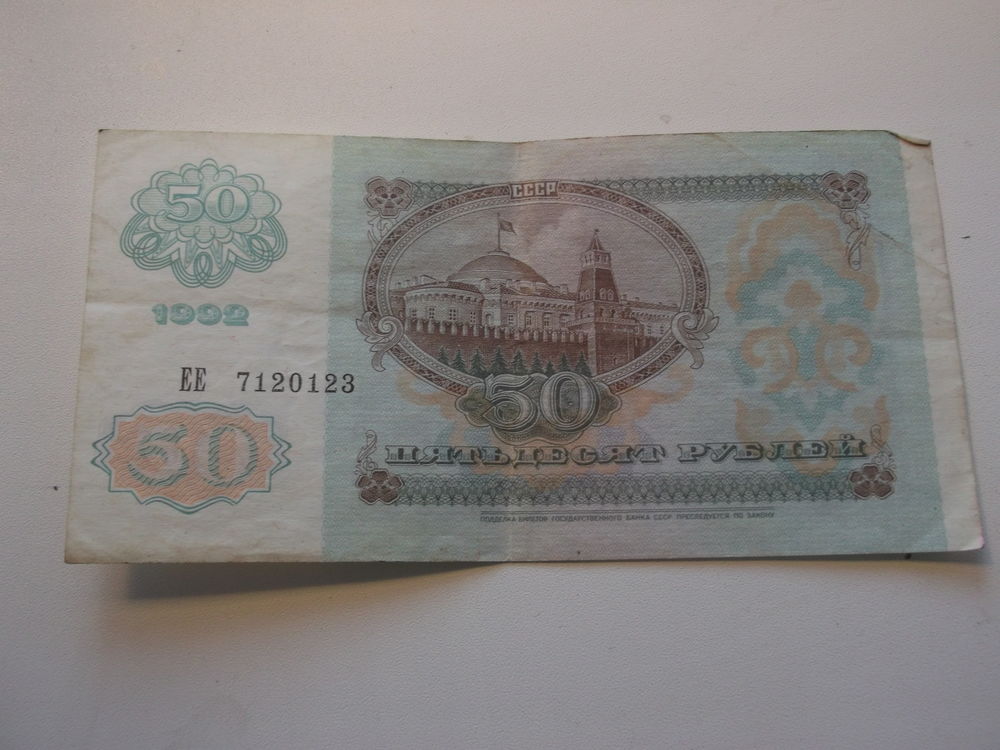 50
1992
ЕЕ 7120123
50
СССР
50
ПЯТЬДЕСЯТ РУБЛЕЙ
ПОДДЕЛКА БИЛЕТОВ ГОСУДАРСТВЕННОГО БАНКА СССР ПРЕСЛЕДУЕТСЯ ПО ЗАКОНУ